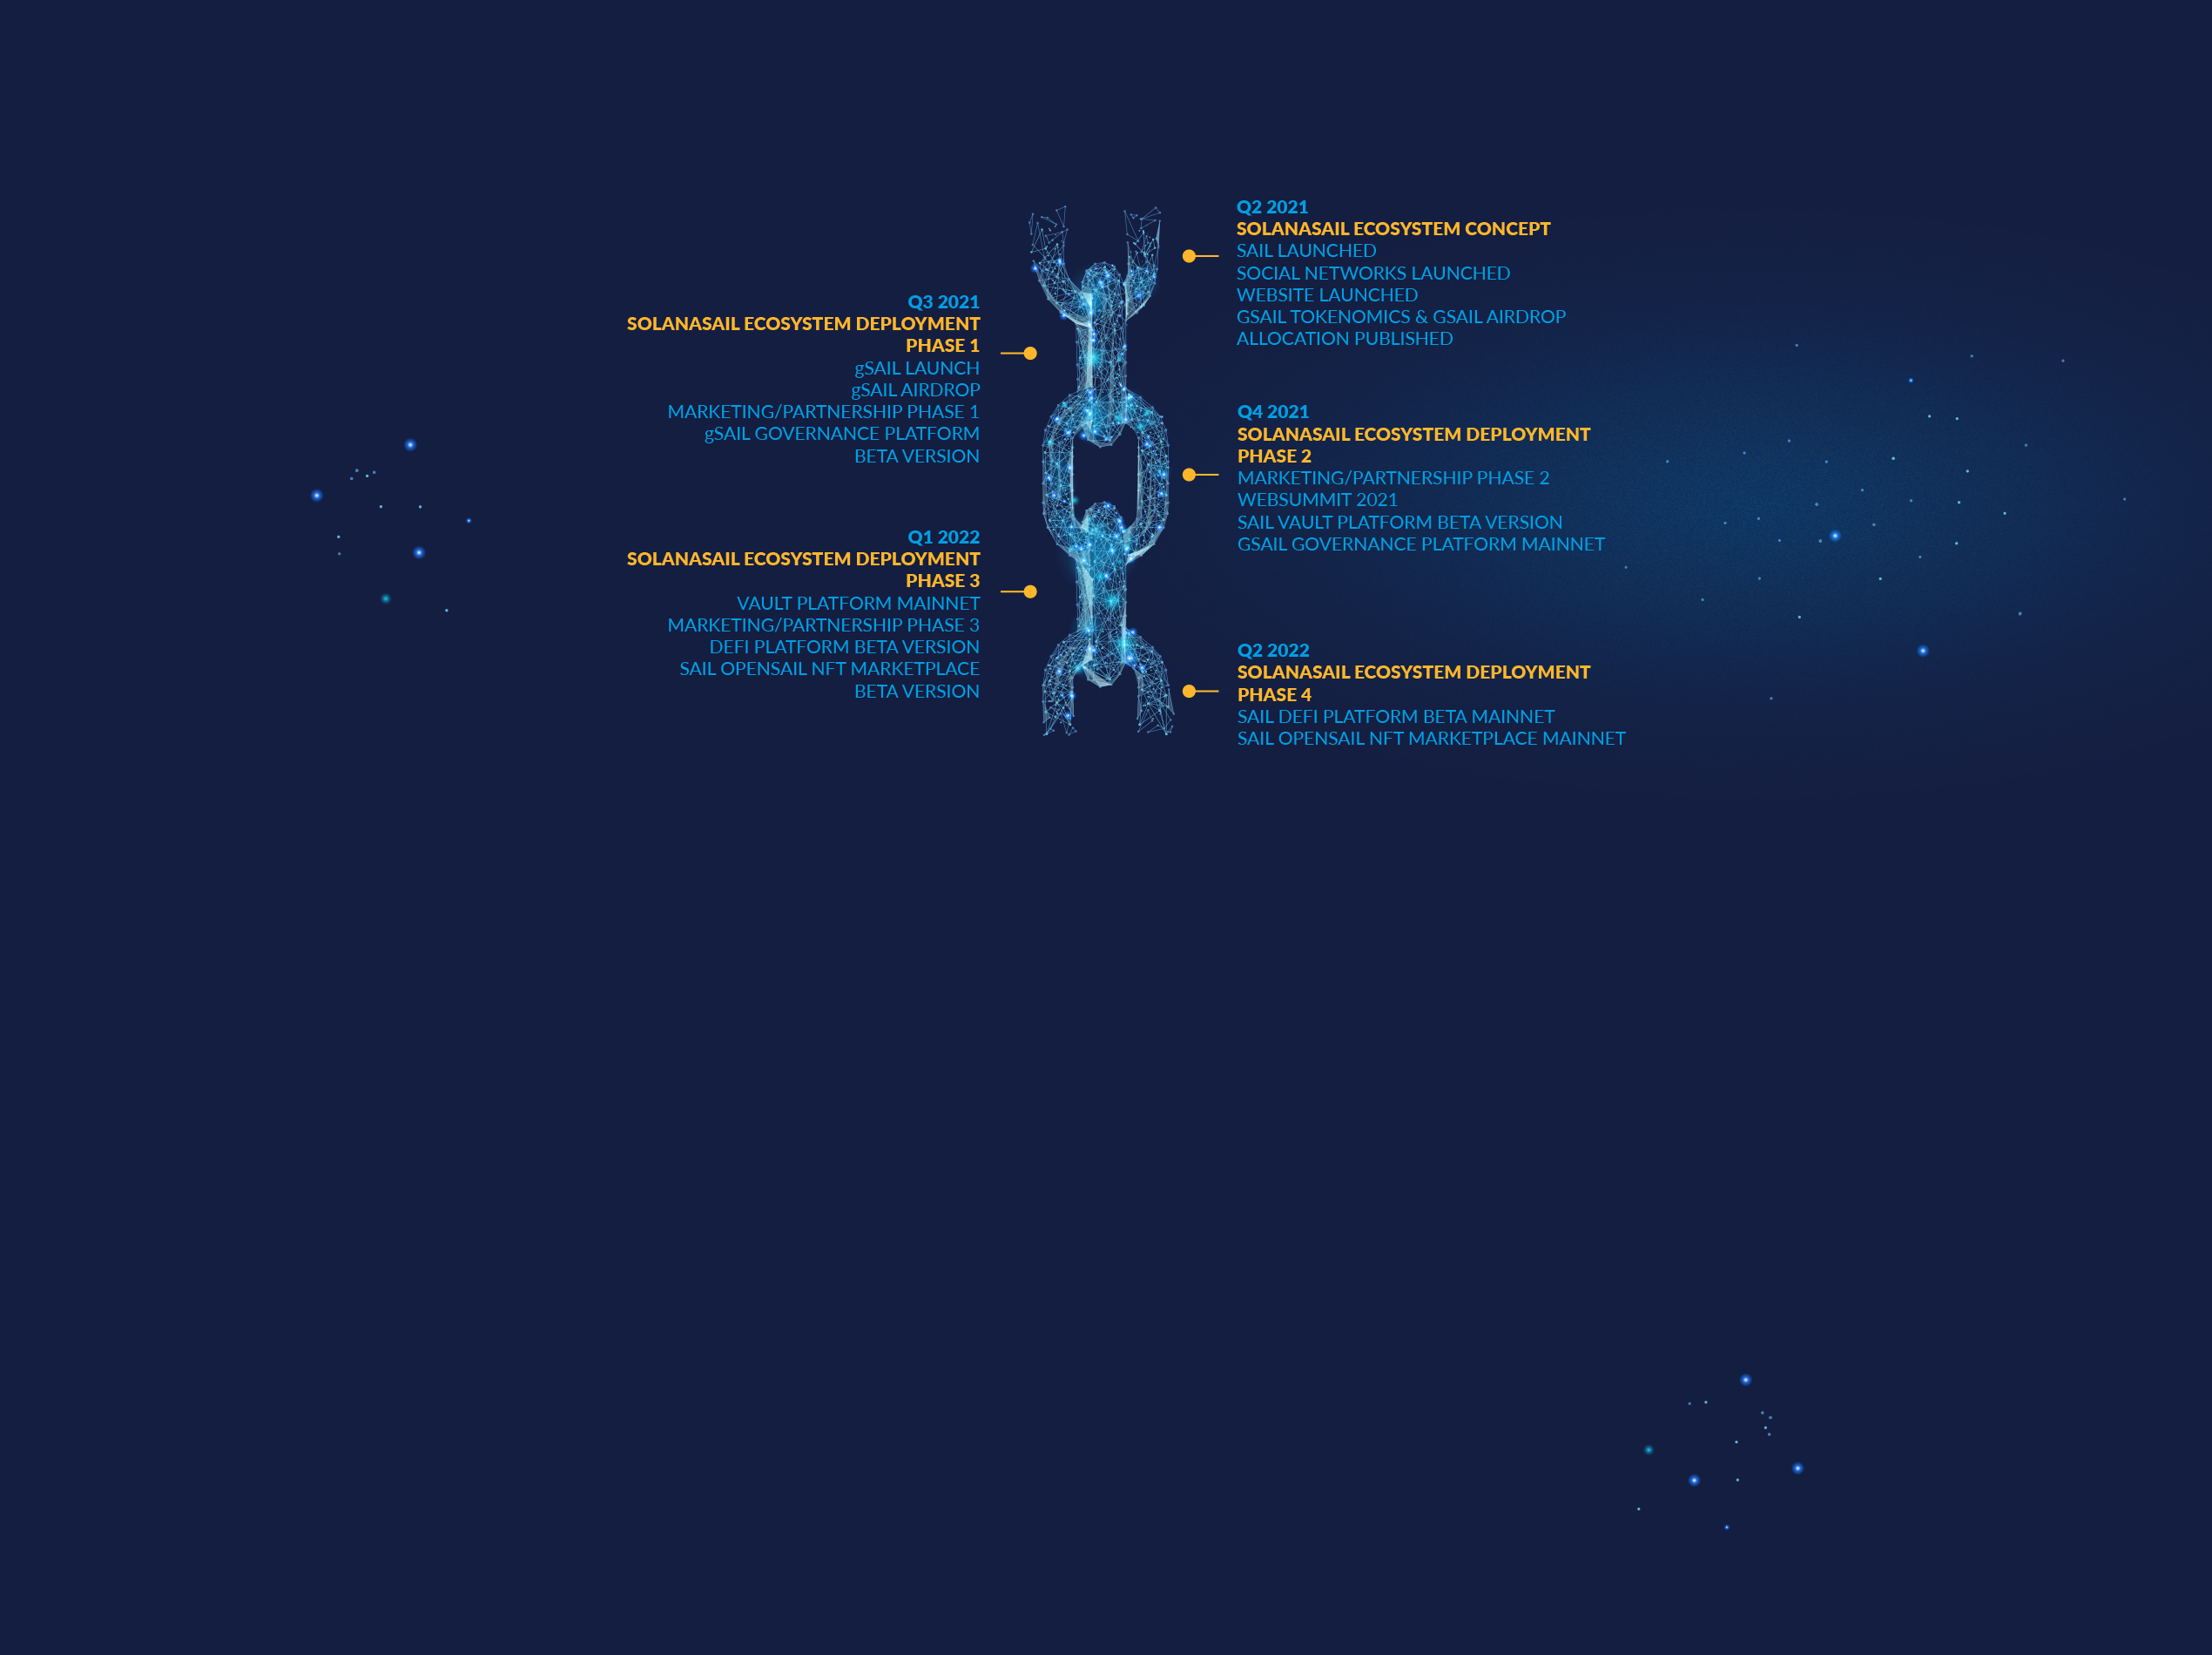 Q2 2021
SOLANASAIL ECOSYSTEM CONCEPT
SAIL LAUNCHED
SOCIAL NETWORKS LAUNCHED
WEBSITE LAUNCHED
GSAIL TOKENOMICS & GSAIL AIRDROP
ALLOCATION PUBLISHED
Q3 2021
SOLANASAIL ECOSYSTEM DEPLOYMENT
PHASE 1
gSAIL LAUNCH
gSAIL AIRDROP
MARKETING/PARTNERSHIP PHASE 1
gSAIL GOVERNANCE PLATFORM
BETA VERSION
Q4 2021
SOLANASAIL ECOSYSTEM DEPLOYMENT
PHASE 2
MARKETING/PARTNERSHIP PHASE 2
WEBSUMMIT 2021
SAIL VAULT PLATFORM BETA VERSION
GSAIL GOVERNANCE PLATFORM MAINNET
Q1 2022
SOLANASAIL ECOSYSTEM DEPLOYMENT
PHASE 3
VAULT PLATFORM MAINNET
MARKETING/PARTNERSHIP PHASE 3
DEFI PLATFORM BETA VERSION
SAIL OPENSAIL NFT MARKETPLACE
BETA VERSION
Q2 2022
SOLANASAIL ECOSYSTEM DEPLOYMENT
PHASE 4
SAIL DEFI PLATFORM BETA MAINNET
SAIL OPENSAIL NFT MARKETPLACE MAINNET